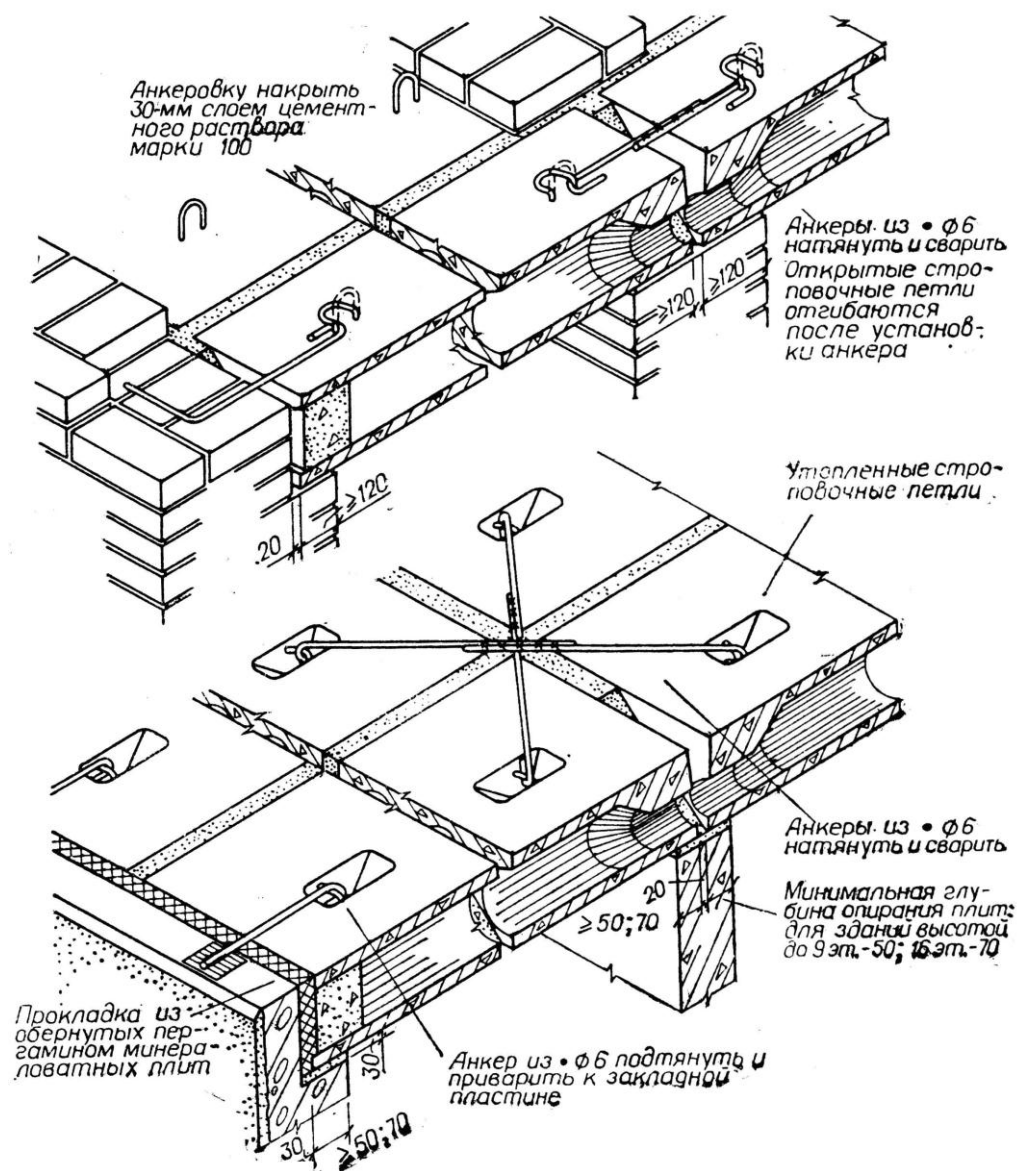 Анкеровку накрыть
30-мм слоем цемент-
ного раствора
марки 100
Анкеры из • ϕ6
натянуть и сварить
Открытые стро-
повочные петли
отгибаются
после установ-
ки анкера
≥120
≥120
≥120
20
Утопленные стро-
повочные петли
Анкеры из • ϕ6
натянуть и сварить
20
≥50;70
Минимальная глу-
бина опирания плит:
для зданий высотой
до 9 эт.-50; 16 эт.-70
Прокладка из
обернутых пер-
гамином минера-
ловатных плит
30
Анкер из • ϕ6 подтянуть и
приварить к закладной
пластине
30
≥50;70